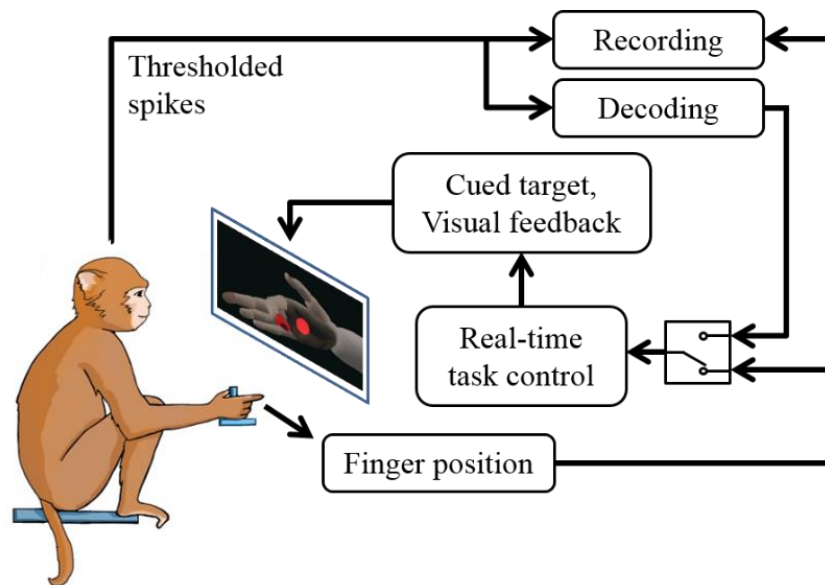 Recording
Thresholded
spikes
Decoding
Cued target,
Visual feedback
Real-time
task control
Finger position